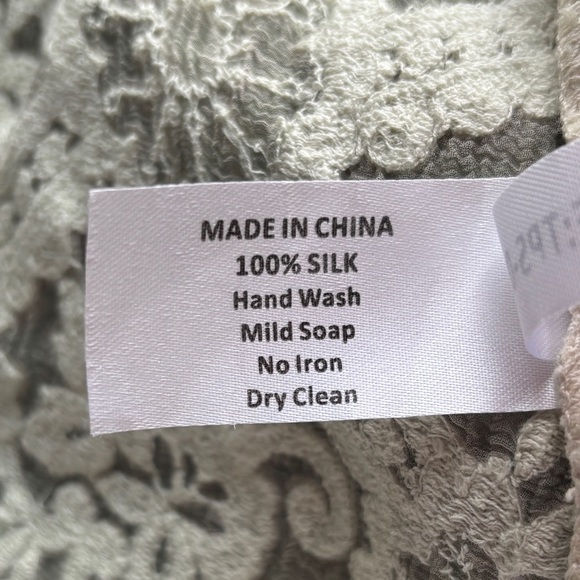 MADE IN CHINA
100% SILK
Hand Wash
Mild Soap
No Iron
Dry Clean